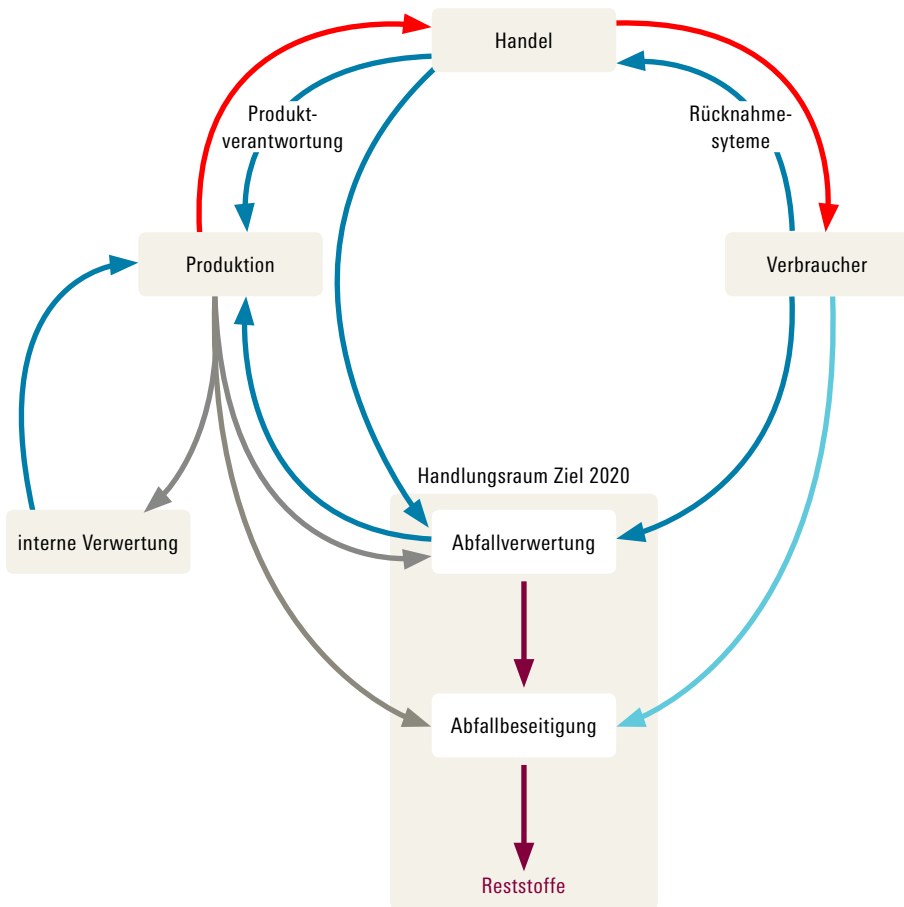 Handel
Produkt-
verantwortung
Rücknahme-
syteme
Produktion
Verbraucher
Handlungsraum Ziel 2020
interne Verwertung
Abfallverwertung
Abfallbeseitigung
Reststoffe